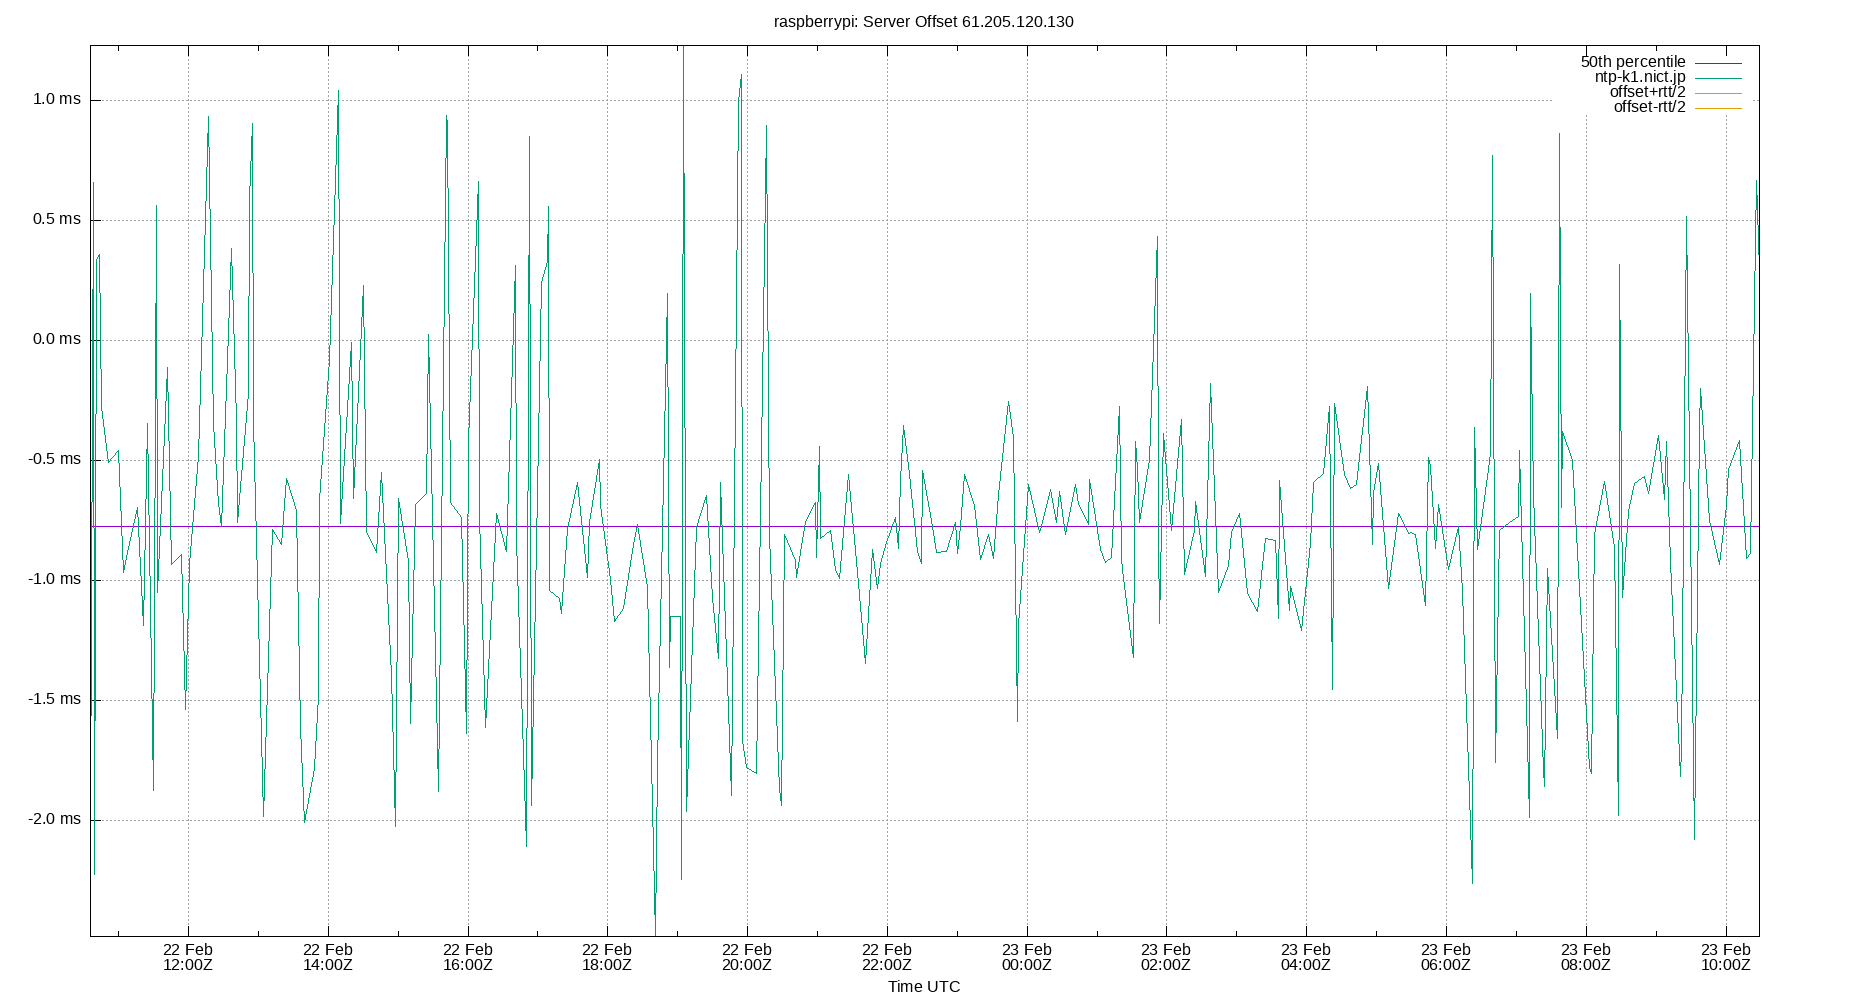 raspberrypi: Server Offset 61.205.120.130
50th percentile
ntp-k1.nict.jp
offset+rtt/2
offset-rtt/2
1.0 ms
0.5 ms
0.0 ms
-0.5 ms
-1.0 ms
-1.5 ms
-2.0 ms
22 Feb 22 Feb 22 Feb 22 Feb 22 Feb 22 Feb 23 Feb 23 Feb 23 Feb 23 Feb 23 Feb 23 Feb
12:00Z 14:00Z 16:00Z 18:00Z 20:00Z 22:00Z 00:00Z 02:00Z 04:00Z 06:00Z 08:00Z 10:00Z
Time UTC